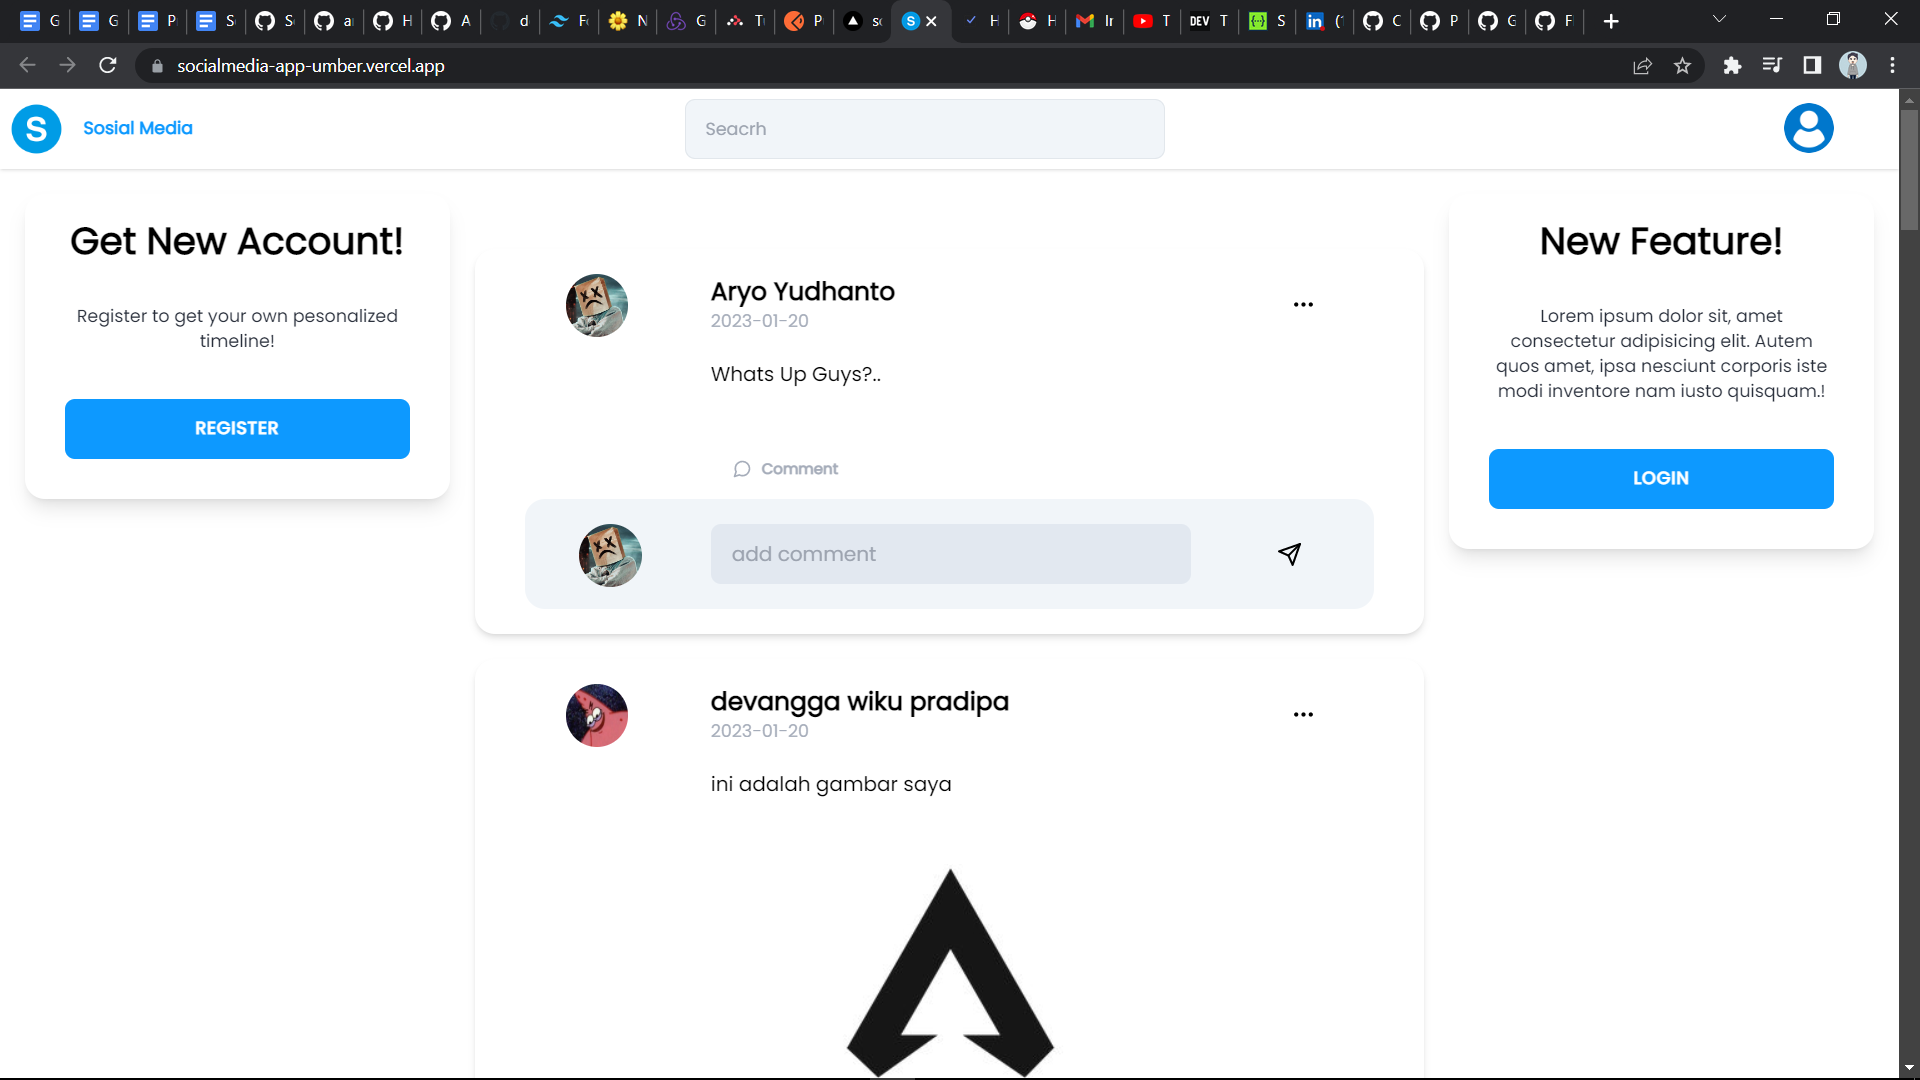 G
G
P
S
S
a
H
A
d
F
N
G
T
P
so
S
H
H
Ir
T
DEV T
S
in (
C
P
G
F
socialmedia-app-umber.vercel.app
S Sosial Media
Seacrh
Get New Account!
Register to get your own pesonalized
timeline!
REGISTER
Aryo Yudhanto
2023-01-20
Whats Up Guys?..
Comment
add comment
devangga wiku pradipa
2023-01-20
ini adalah gambar saya
New Feature!
Lorem ipsum dolor sit, amet
consectetur adipisicing elit. Autem
quos amet, ipsa nesciunt corporis iste
modi inventore nam iusto quisquam.!
LOGIN